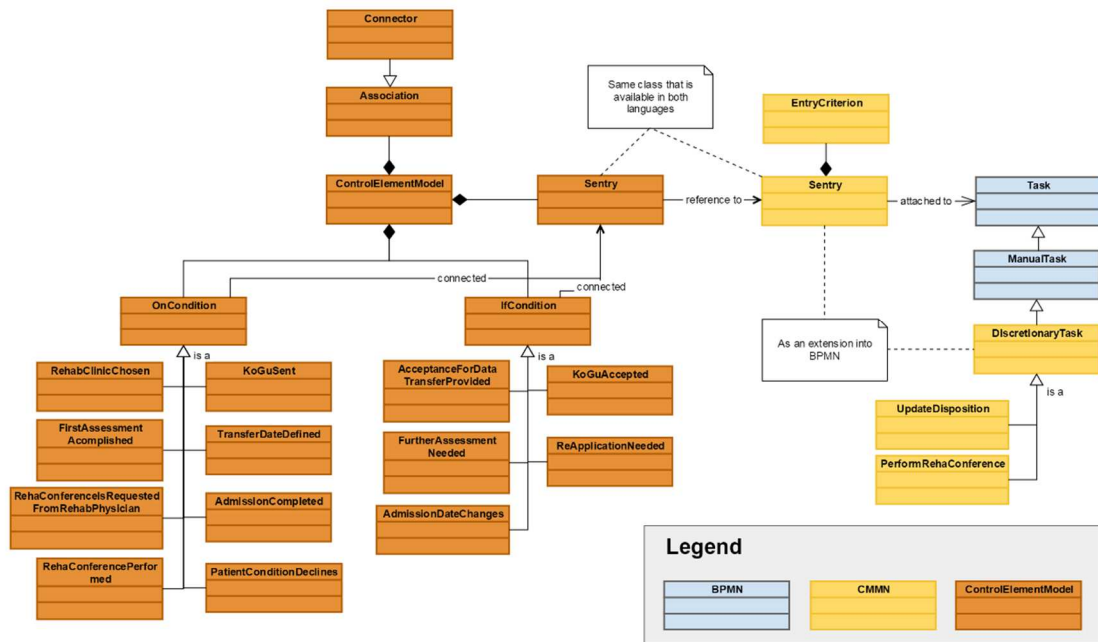 Connector
Association
ControlElementModel
Same class that is
available in both
languages
EntryCriterion
Sentry
reference to
Sentry
attached to
Task
ManualTask
connected
connected
OnCondition
IfCondition
As an extension into
BPMN
DIscretionaryTask
is a
is a
is a
RehabClinicChosen
KoGuSent
AcceptanceForData
TransferProvided
KoGuAccepted
UpdateDisposition
FirstAssessment
Acomplished
TransferDateDefined
FurtherAssessment
Needed
ReApplicationNeeded
PerformRehaConference
RehaConferenceIsRequested
FromRehabPhysician
AdmissionCompleted
AdmissionDateChanges
RehaConferencePerfor
med
PatientConditionDeclines
Legend
BPMN
CMMN
ControlElementModel